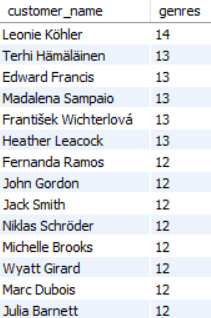 customer_name genres
Leonie Köhler 14
Terhi Hämäläinen 13
Edward Francis 13
Madalena Sampaio 13
František Wichterlová 13
Heather Leacock 13
Fernanda Ramos 12
John Gordon 12
Jack Smith 12
Niklas Schröder 12
Michelle Brooks 12
Wyatt Girard 12
Marc Dubois 12
Julia Barnett 12